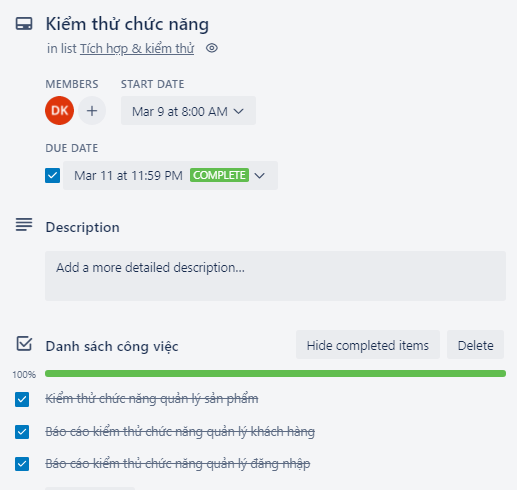 Kiểm thử chức năng
in list Tích hợp & kiểm thử
MEMBERS START DATE
DK + Mar 9 at 8:00 AM
DUE DATE
Mar 11 at 11:59 PM COMPLETE
Description
Add a more detailed description...
Danh sách công việc Hide completed items Delete
100%
Kiểm thử chức năng quản lý sản phẩm
Báo cáo kiểm thử chức năng quản lý khách hàng
Báo cáo kiểm thủ chức năng quản lý đăng nhập